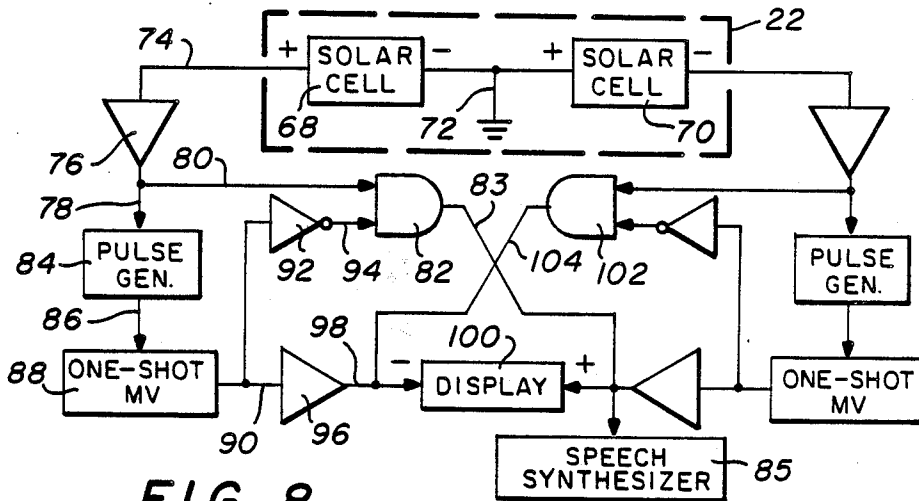 22
74
+ SOLAR CELL - + SOLAR CELL -
68 72 70
76
80
78
83
84 PULSE GEN.
92 94 82
104
102
PULSE GEN.
86
98 100
88 ONE-SHOT MV
- DISPLAY +
ONE-SHOT MV
90 96
SPEECH SYNTHESIZER 85
FIG. 8